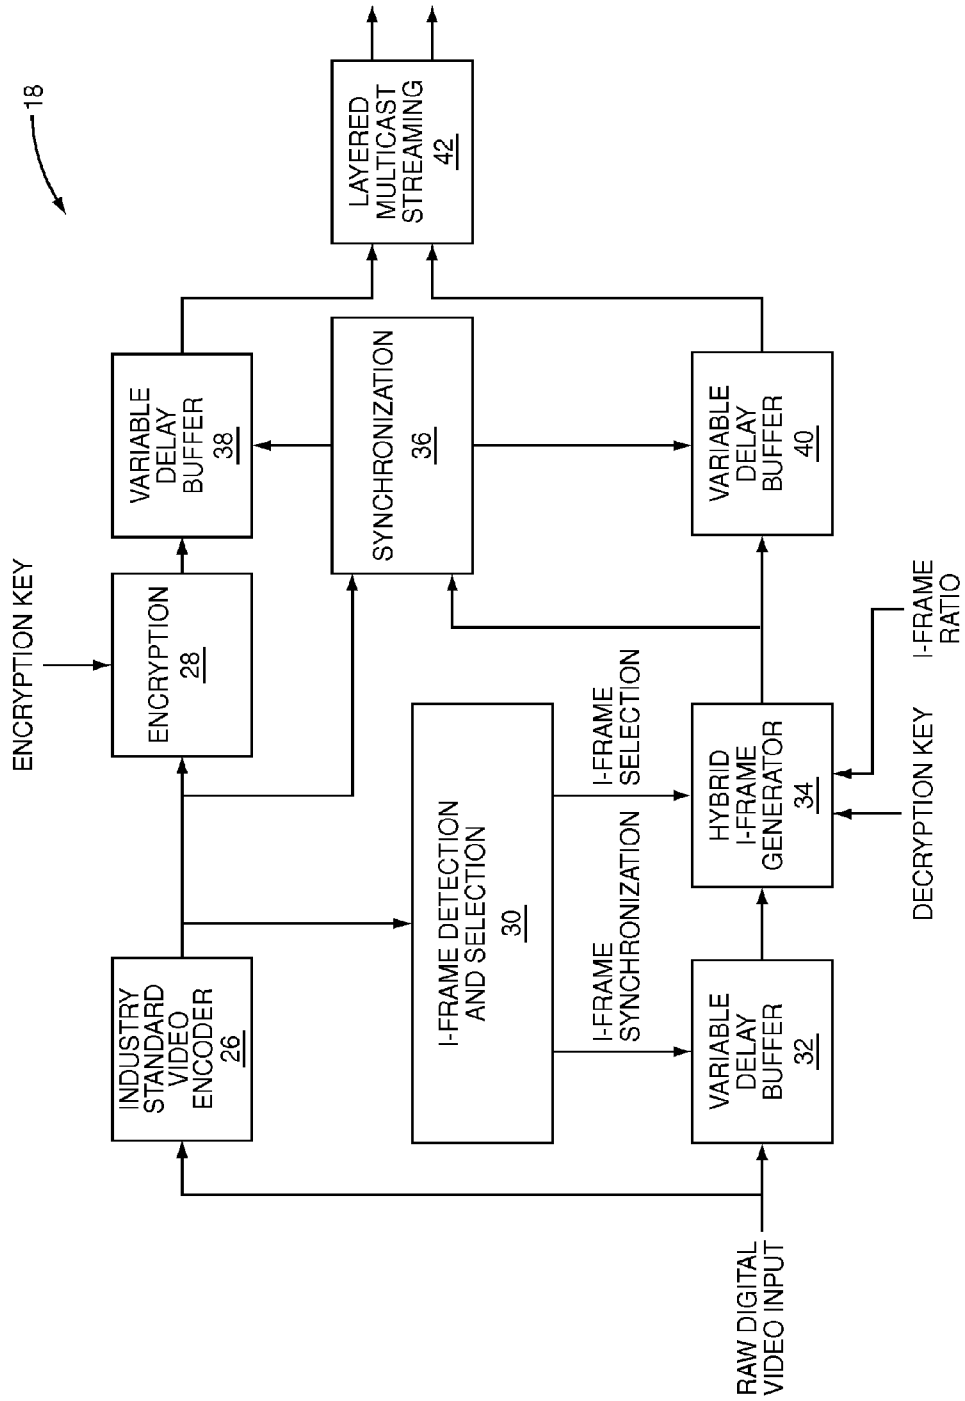 18
ENCRYPTION KEY
INDUSTRY
STANDARD
VIDEO
ENCODER
26
ENCRYPTION
28
VARIABLE
DELAY
BUFFER
38
I-FRAME DETECTION
AND SELECTION
30
SYNCHRONIZATION
36
LAYERED
MULTICAST
STREAMING
42
I-FRAME
SYNCHRONIZATION
I-FRAME
SELECTION
RAW DIGITAL
VIDEO INPUT
VARIABLE
DELAY
BUFFER
32
HYBRID
I-FRAME
GENERATOR
34
VARIABLE
DELAY
BUFFER
40
DECRYPTION KEY
I-FRAME
RATIO